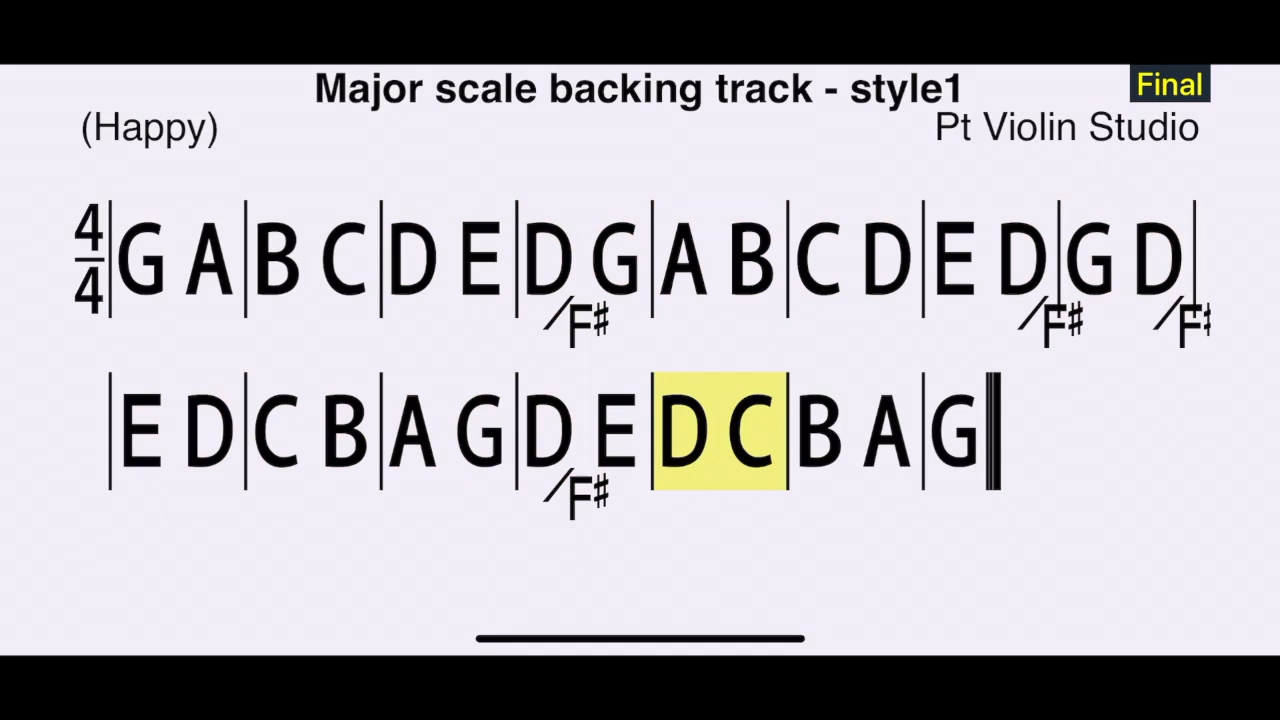 Major scale backing track - style1
Final
(Happy)
Pt Violin Studio
4/4 | G A | B C | D E | D/F♯ G | A B | C D | E D/F♯ | G D/F♯ |
| E D | C B | A G | D/F♯ E | D C | B A | G ‖